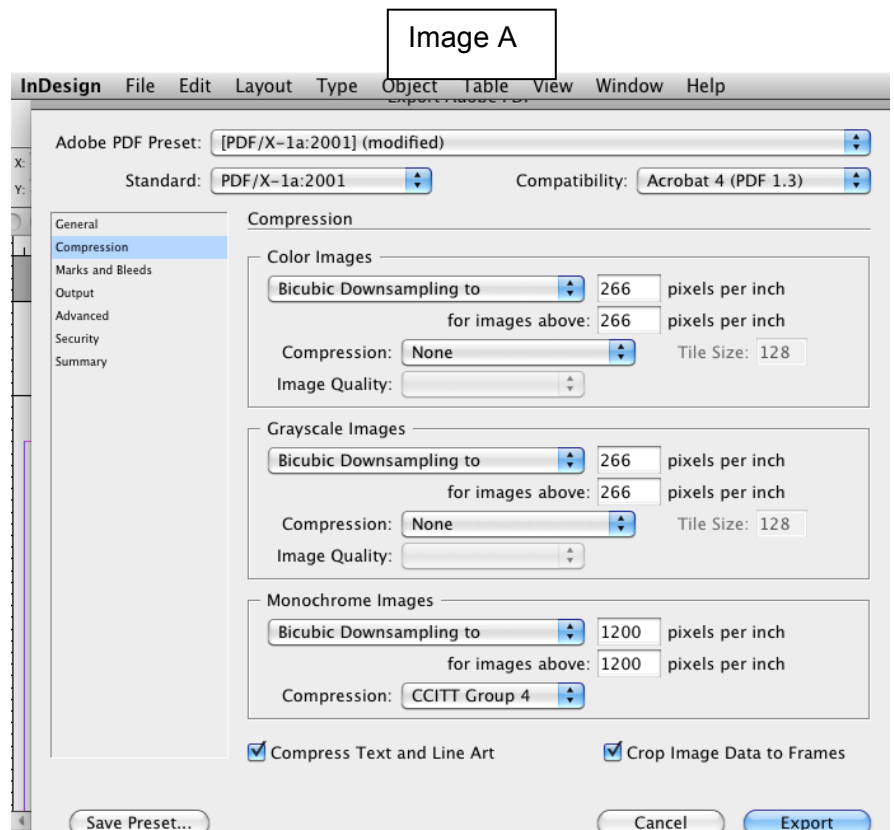 Image A
InDesign File Edit Layout Type Object Table View Window Help
Export Adobe PDF
Adobe PDF Preset: [PDF/X-1a:2001] (modified)
X:
Y:
Standard: PDF/X-1a:2001 Compatibility: Acrobat 4 (PDF 1.3)
General
Compression
Marks and Bleeds
Output
Advanced
Security
Summary
Compression
Color Images
Bicubic Downsampling to 266 pixels per inch
for images above: 266 pixels per inch
Compression: None Tile Size: 128
Image Quality:
Grayscale Images
Bicubic Downsampling to 266 pixels per inch
for images above: 266 pixels per inch
Compression: None Tile Size: 128
Image Quality:
Monochrome Images
Bicubic Downsampling to 1200 pixels per inch
for images above: 1200 pixels per inch
Compression: CCITT Group 4
Compress Text and Line Art Crop Image Data to Frames
Save Preset... Cancel Export